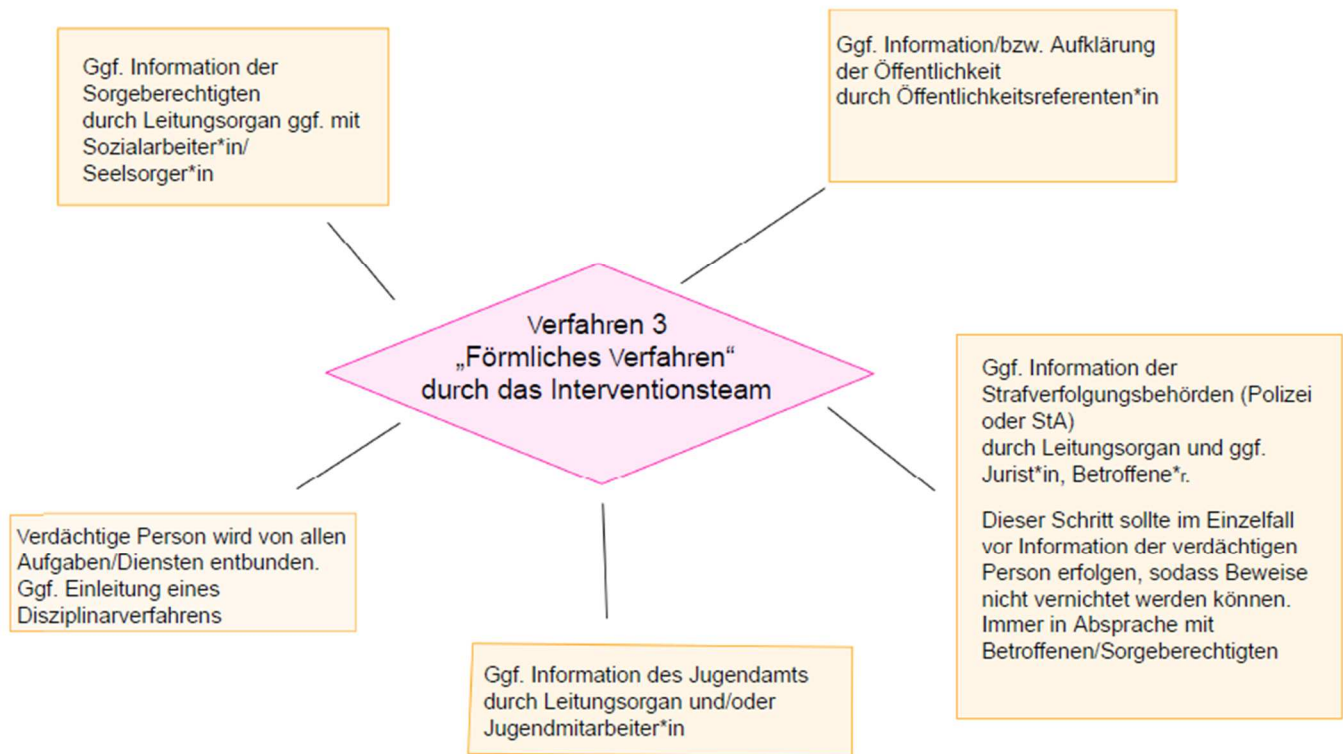 Ggf. Information der
Sorgeberechtigten
durch Leitungsorgan ggf. mit
Sozialarbeiter*in/
Seelsorger*in
Ggf. Information/bzw. Aufklärung
der Öffentlichkeit
durch Öffentlichkeitsreferenten*in
Verfahren 3
„Förmliches Verfahren“
durch das Interventionsteam
Ggf. Information der
Strafverfolgungsbehörden (Polizei
oder StA)
durch Leitungsorgan und ggf.
Jurist*in, Betroffene*r.
Dieser Schritt sollte im Einzelfall
vor Information der verdächtigen
Person erfolgen, sodass Beweise
nicht vernichtet werden können.
Immer in Absprache mit
Betroffenen/Sorgeberechtigten
Verdächtige Person wird von allen
Aufgaben/Diensten entbunden.
Ggf. Einleitung eines
Disziplinarverfahrens
Ggf. Information des Jugendamts
durch Leitungsorgan und/oder
Jugendmitarbeiter*in